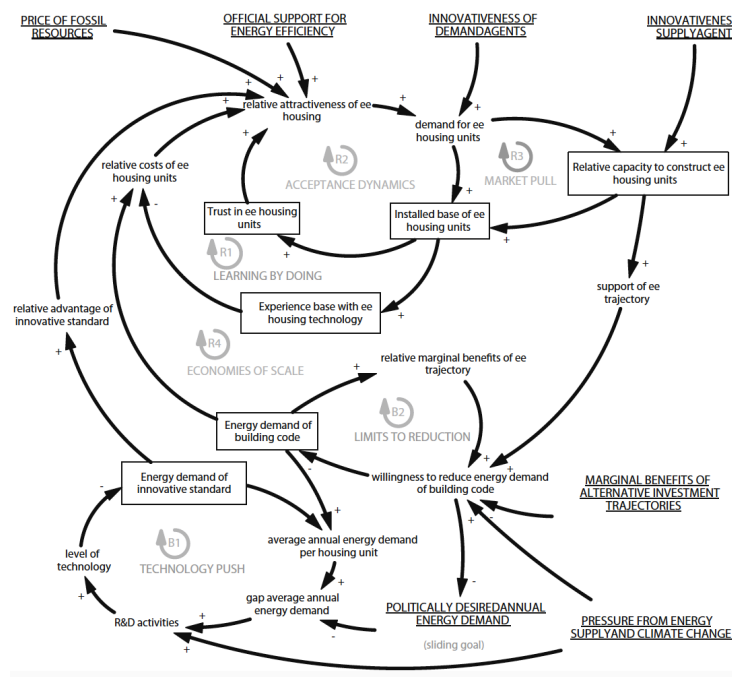 PRICE OF FOSSIL
RESOURCES
OFFICIAL SUPPORT FOR
ENERGY EFFICIENCY
INNOVATIVENESS OF
DEMANDAGENTS
INNOVATIVENES
SUPPLYAGENT
+
+
+
+
+
+
+
relative attractiveness of ee
housing
+
demand for ee
housing units
+
+
+
R2
ACCEPTANCE DYNAMICS
R3
MARKET PULL
relative costs of ee
housing units
Relative capacity to construct ee
housing units
+
-
+
Trust in ee housing
units
Installed base of ee
housing units
+
+
R1
LEARNING BY DOING
+
support of ee
trajectory
relative advantage of
innovative standard
Experience base with ee
housing technology
+
R4
ECONOMIES OF SCALE
+
relative marginal benefits of ee
trajectory
+
B2
LIMITS TO REDUCTION
Energy demand of
building code
-
+
+
Energy demand of
innovative standard
-
willingness to reduce energy demand
of building code
MARGINAL BENEFITS OF
ALTERNATIVE INVESTMENT
TRAJECTORIES
+
+
-
B1
TECHNOLOGY PUSH
level of
technology
average annual energy demand
per housing unit
+
-
gap average annual
energy demand
POLITICALLY DESIREDANNUAL
ENERGY DEMAND
(sliding goal)
PRESSURE FROM ENERGY
SUPPLYAND CLIMATE CHANGE
+
R&D activities
+
-
+